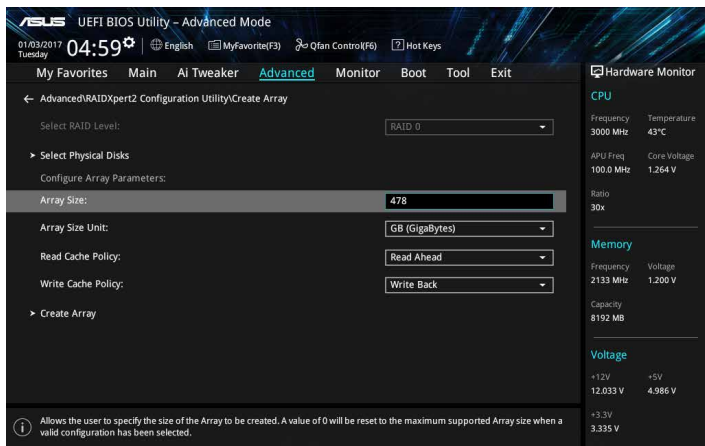 ASUS UEFI BIOS Utility – Advanced Mode
01/03/2017 Tuesday 04:59 English MyFavorite(F3) Qfan Control(F6) ? Hot Keys
My Favorites Main Ai Tweaker Advanced Monitor Boot Tool Exit
← Advanced\RAIDXpert2 Configuration Utility\Create Array
Select RAID Level: RAID 0
> Select Physical Disks
Configure Array Parameters:
Array Size: 478
Array Size Unit: GB (GigaBytes)
Read Cache Policy: Read Ahead
Write Cache Policy: Write Back
> Create Array
Allows the user to specify the size of the Array to be created. A value of 0 will be reset to the maximum supported Array size when a
valid configuration has been selected.
Hardware Monitor
CPU
Frequency Temperature
3000 MHz 43°C
APU Freq Core Voltage
100.0 MHz 1.264 V
Ratio
30x
Memory
Frequency Voltage
2133 MHz 1.200 V
Capacity
8192 MB
Voltage
+12V +5V
12.033 V 4.986 V
+3.3V
3.335 V